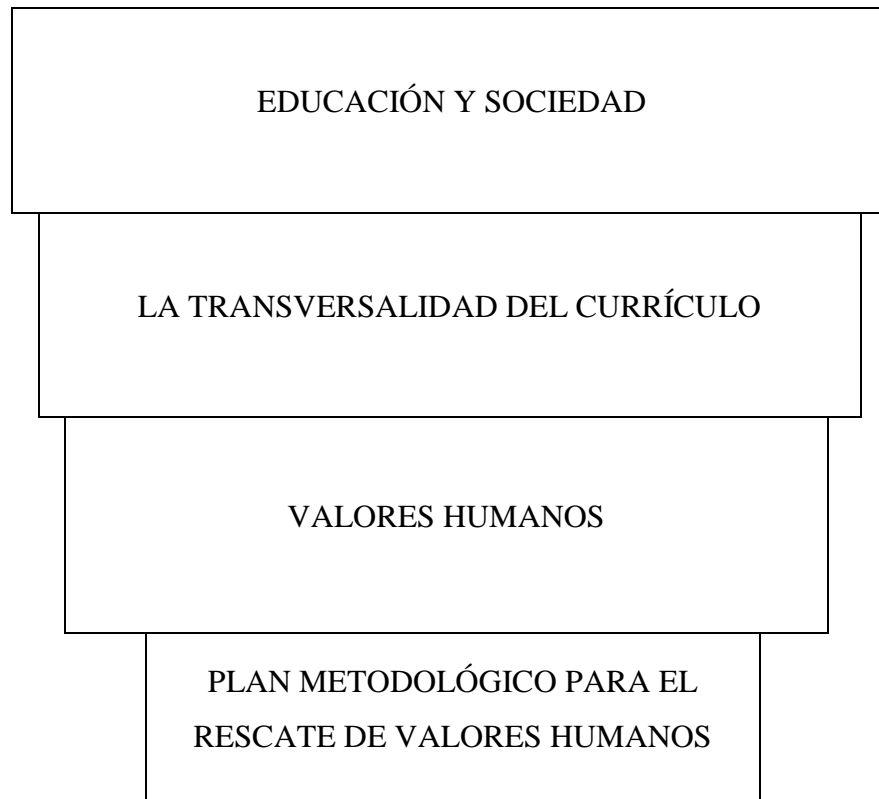 EDUCACIÓN Y SOCIEDAD
LA TRANSVERSALIDAD DEL CURRÍCULO
VALORES HUMANOS
PLAN METODOLÓGICO PARA EL
RESCATE DE VALORES HUMANOS